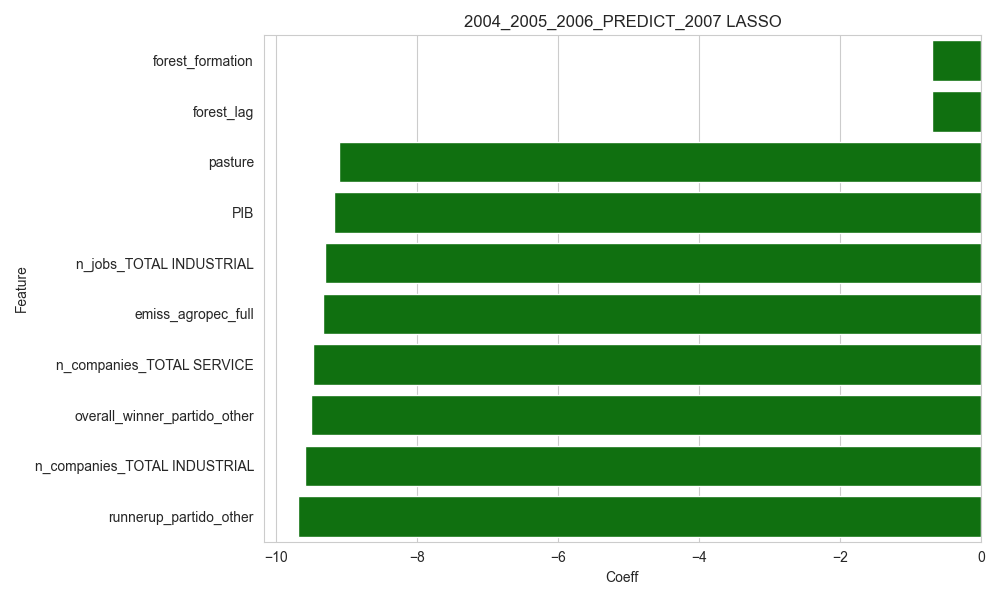 2004_2005_2006_PREDICT_2007 LASSO
forest_formation
forest_lag
pasture
PIB
n_jobs_TOTAL INDUSTRIAL
emiss_agropec_full
n_companies_TOTAL SERVICE
overall_winner_partido_other
n_companies_TOTAL INDUSTRIAL
runnerup_partido_other
Feature
−10 −8 −6 −4 −2 0
Coeff